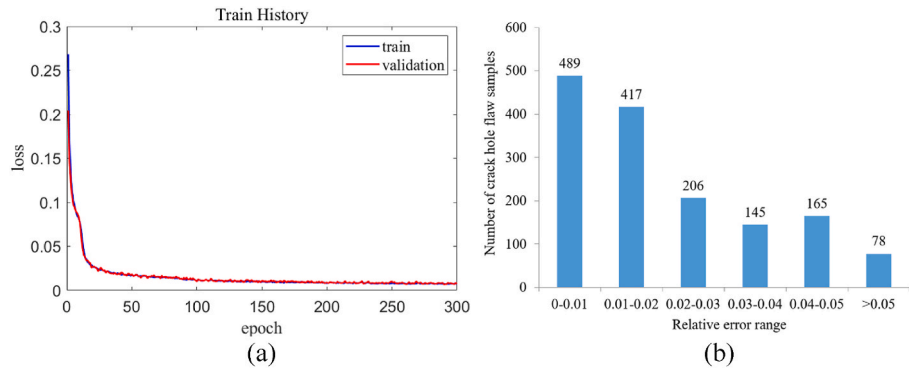 Train History
train
validation
0.3
0.25
0.2
0.15
0.1
0.05
0
loss
0 50 100 150 200 250 300
epoch
(a)
600
500
400
300
200
100
0
Number of crack hole flaw samples
489
417
206
145
165
78
0-0.01 0.01-0.02 0.02-0.03 0.03-0.04 0.04-0.05 >0.05
Relative error range
(b)